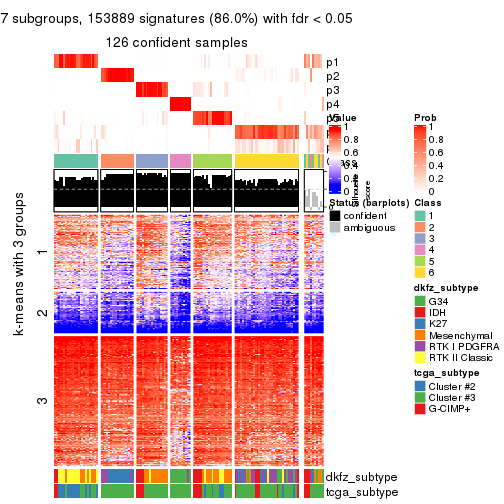 7 subgroups, 153889 signatures (86.0%) with fdr < 0.05
126 confident samples
p1
p2
p3
p4
k-means with 3 groups
1
2
3
Value
1
0.8
0.6
0.4
0.2
0
Prob
1
0.8
0.6
0.4
0.2
0
score
Status (barplots)
confident
ambiguous
Class
1
2
3
4
5
6
dkfz_subtype
G34
IDH
K27
Mesenchymal
RTK I PDGFRA
RTK II Classic
tcga_subtype
Cluster #2
Cluster #3
G-CIMP+
dkfz_subtype
tcga_subtype